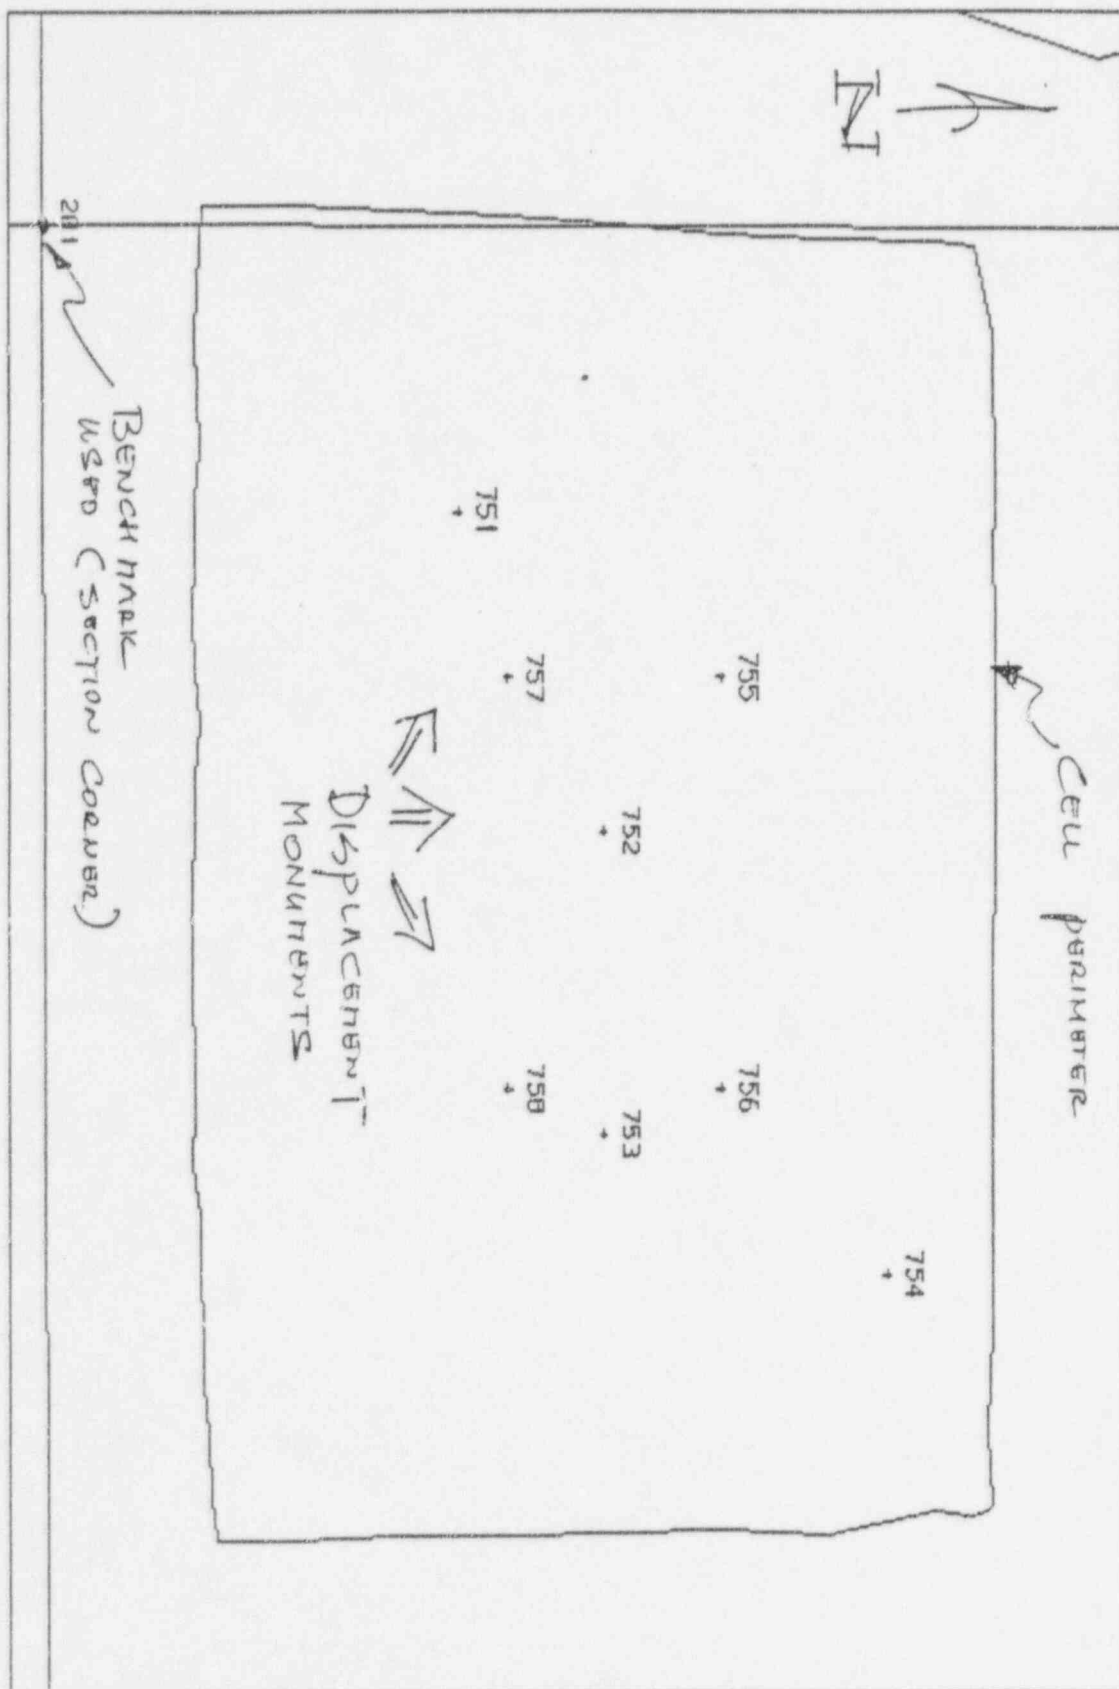 N
CELL PERIMETER
754
755
756
752
753
751
757
758
DISPLACEMENT
MONUMENTS
201
BENCH MARK
USED (SECTION CORNER)